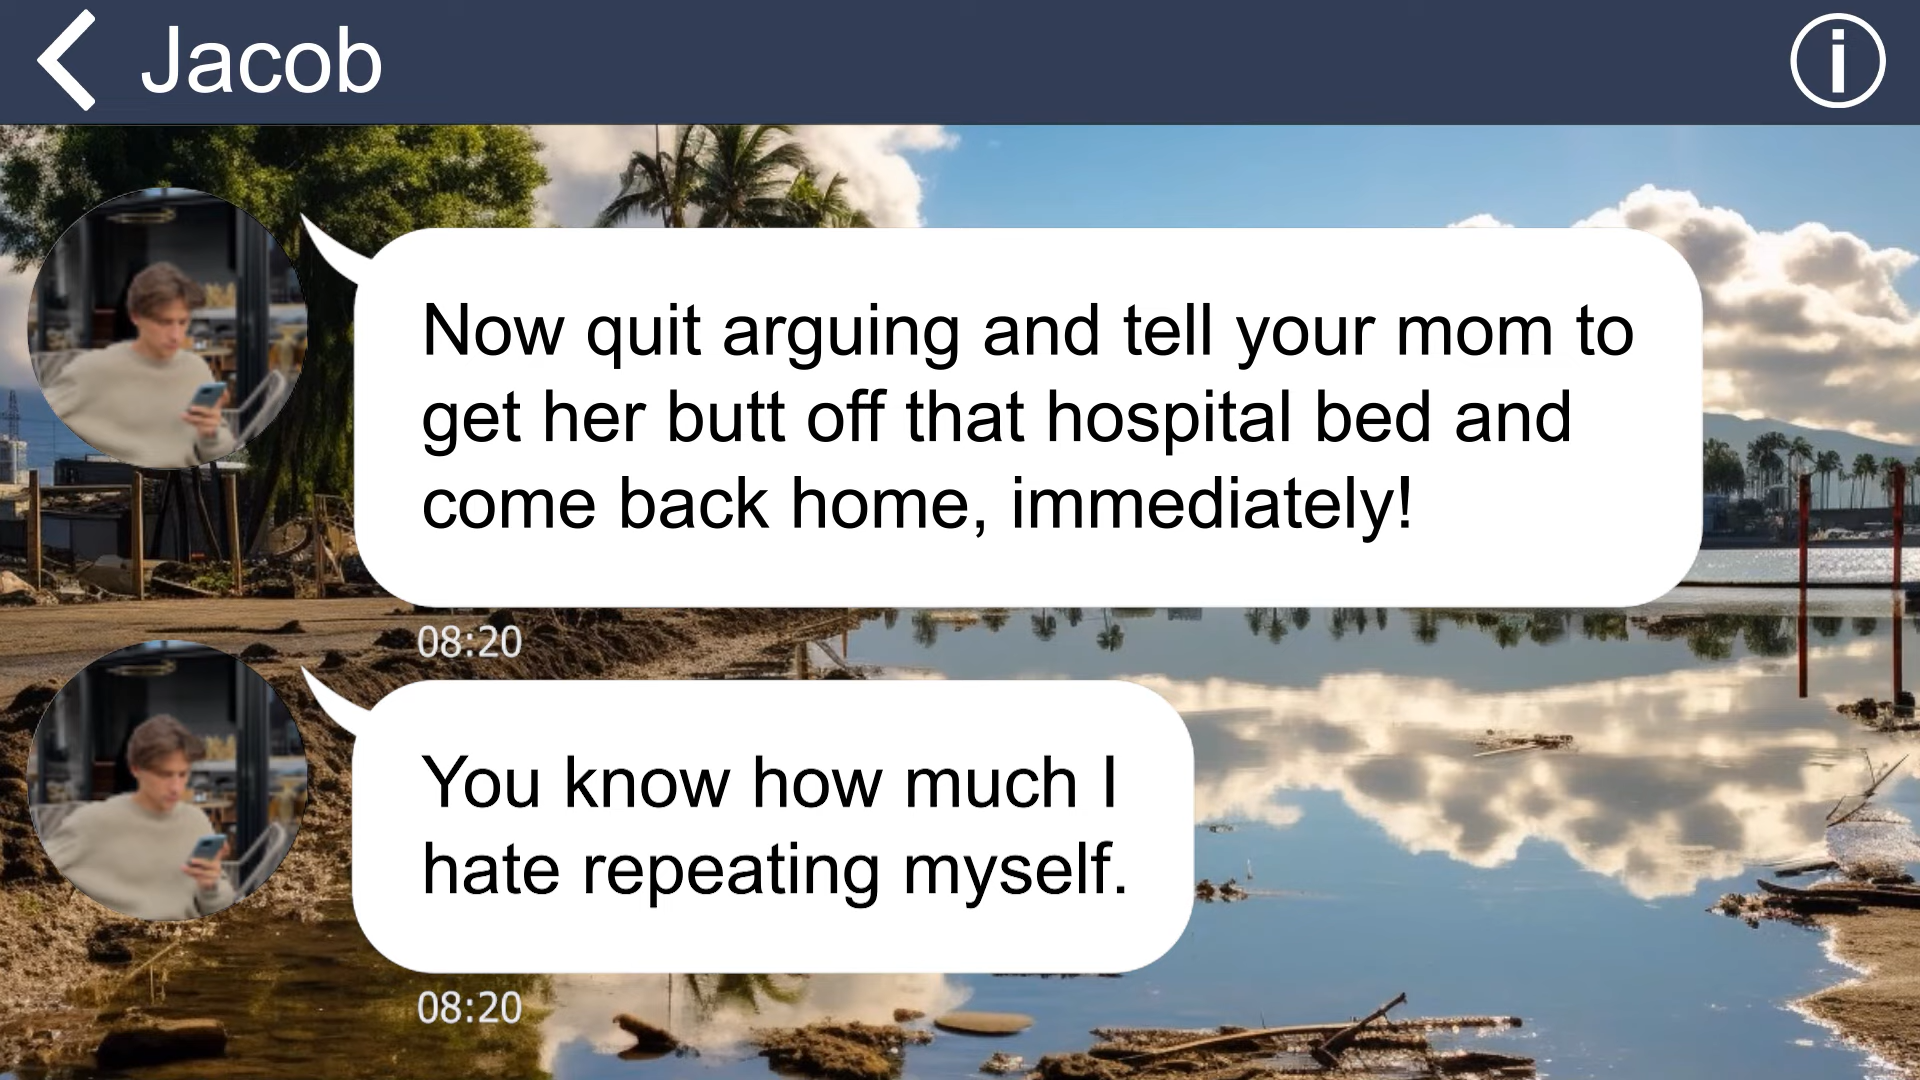 Jacob
Now quit arguing and tell your mom to
get her butt off that hospital bed and
come back home, immediately!
08:20
You know how much I
hate repeating myself.
08:20